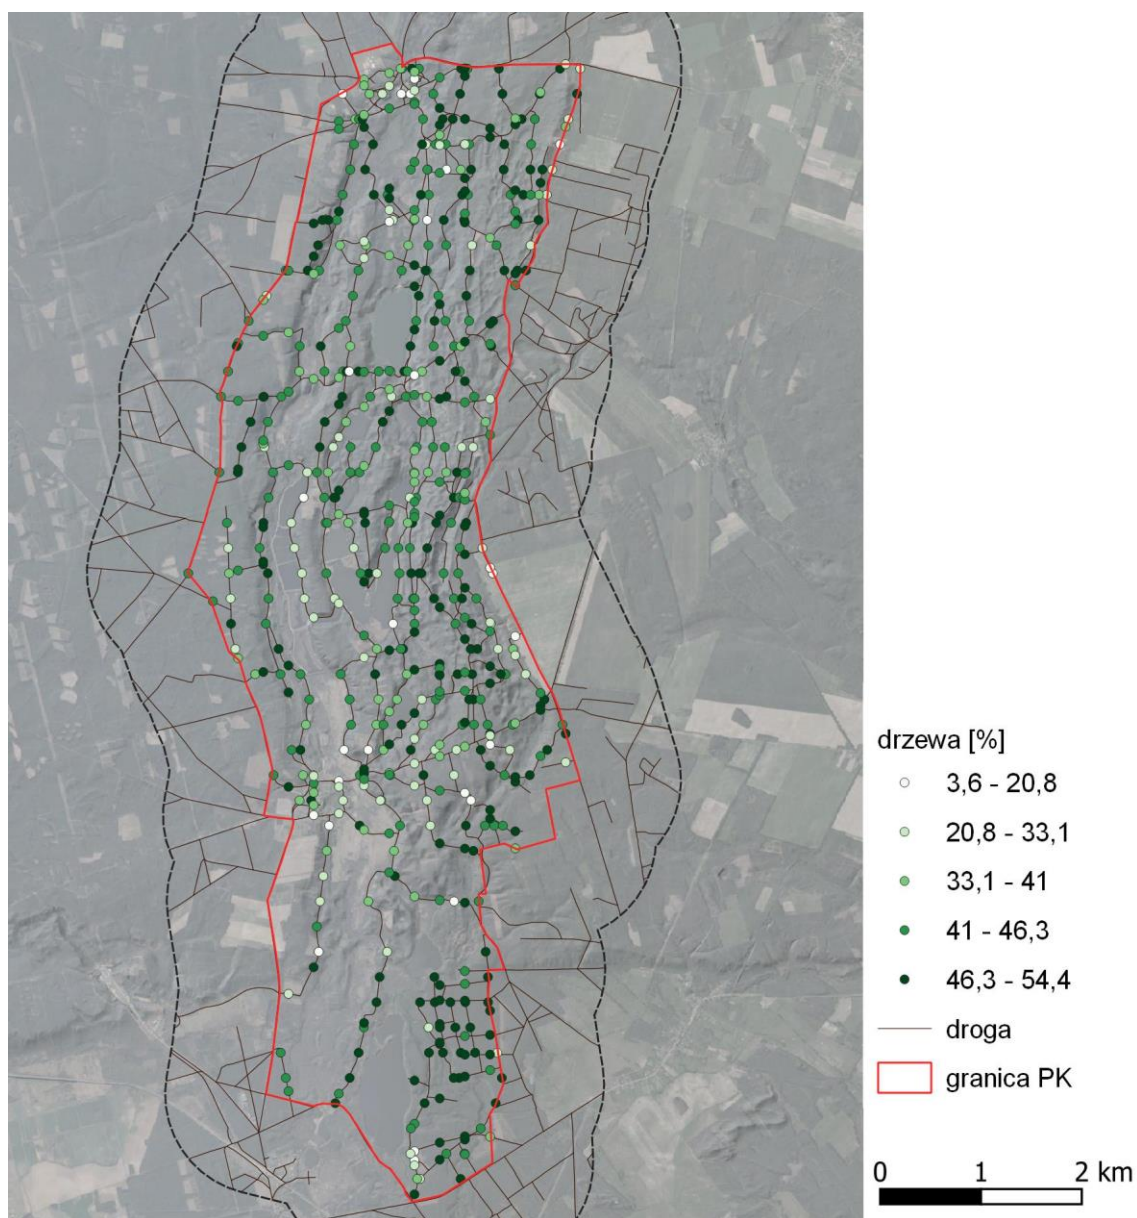 drzewa [%]
3,6 - 20,8
20,8 - 33,1
33,1 - 41
41 - 46,3
46,3 - 54,4
droga
granica PK
0 1 2 km